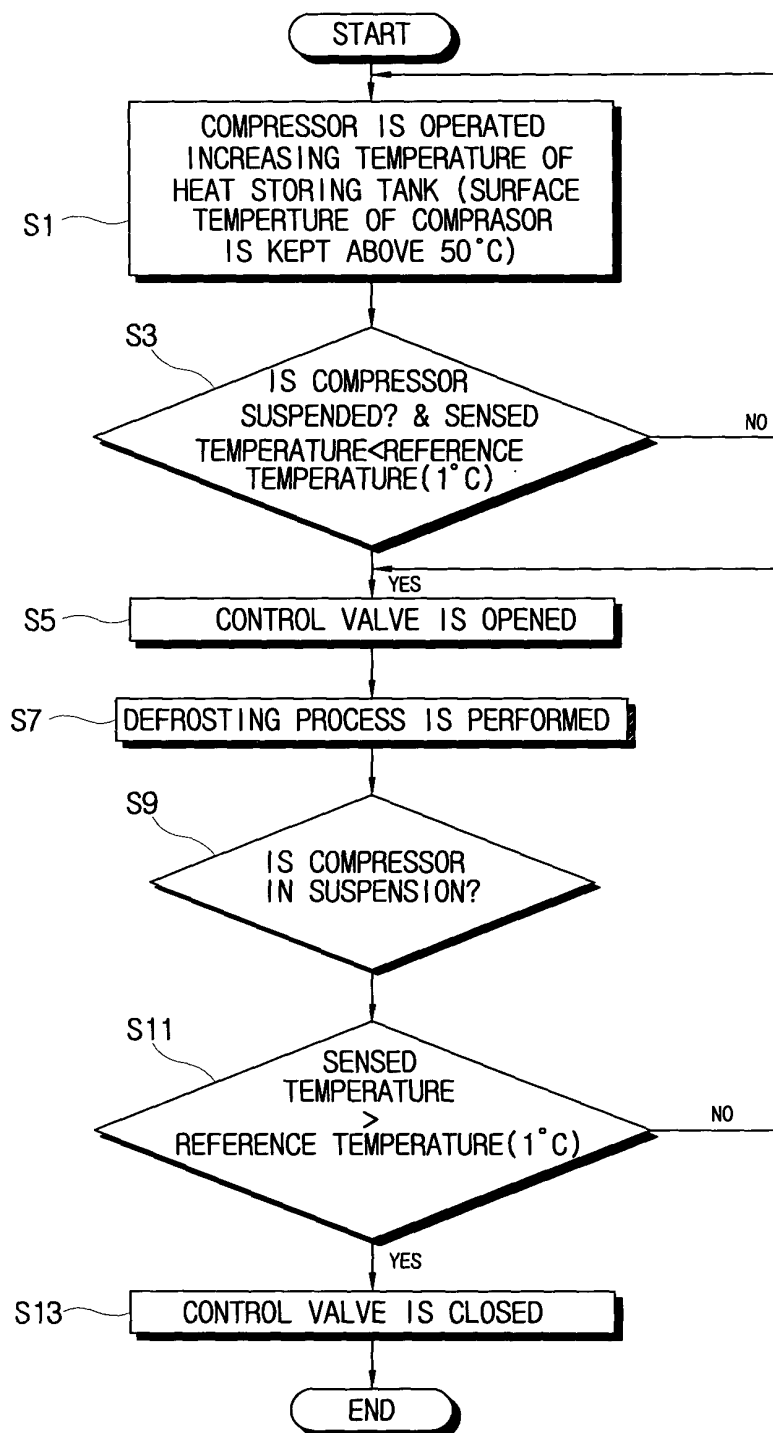 START
COMPRESSOR IS OPERATED
INCREASING TEMPERATURE OF
HEAT STORING TANK (SURFACE
TEMPERTURE OF COMPRASOR
IS KEPT ABOVE 50°C)
S1
S3
IS COMPRESSOR
SUSPENDED? & SENSED
TEMPERATURE<REFERENCE
TEMPERATURE(1°C)
NO
YES
S5
CONTROL VALVE IS OPENED
S7
DEFROSTING PROCESS IS PERFORMED
S9
IS COMPRESSOR
IN SUSPENSION?
S11
SENSED
TEMPERATURE
>
REFERENCE TEMPERATURE(1°C)
NO
YES
S13
CONTROL VALVE IS CLOSED
END